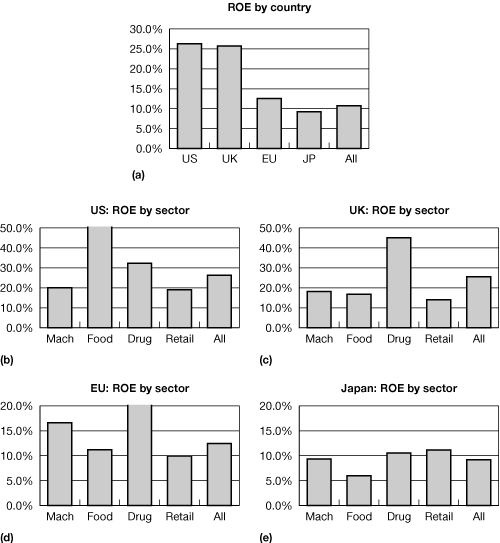 ROE by country
30.0%
25.0%
20.0%
15.0%
10.0%
5.0%
0.0%
US UK EU JP All
(a)
US: ROE by sector
50.0%
40.0%
30.0%
20.0%
10.0%
0.0%
Mach Food Drug Retail All
(b)
UK: ROE by sector
50.0%
40.0%
30.0%
20.0%
10.0%
0.0%
Mach Food Drug Retail All
(c)
EU: ROE by sector
20.0%
15.0%
10.0%
5.0%
0.0%
Mach Food Drug Retail All
(d)
Japan: ROE by sector
20.0%
15.0%
10.0%
5.0%
0.0%
Mach Food Drug Retail All
(e)